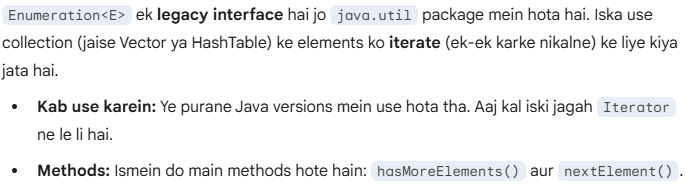 Enumeration<E> ek legacy interface hai jo java.util package mein hota hai. Iska use
collection (jaise Vector ya HashTable) ke elements ko iterate (ek-ek karke nikalne) ke liye kiya
jata hai.
• Kab use karein: Ye purane Java versions mein use hota tha. Aaj kal iski jagah Iterator
ne le li hai.
• Methods: Ismein do main methods hote hain: hasMoreElements() aur nextElement().